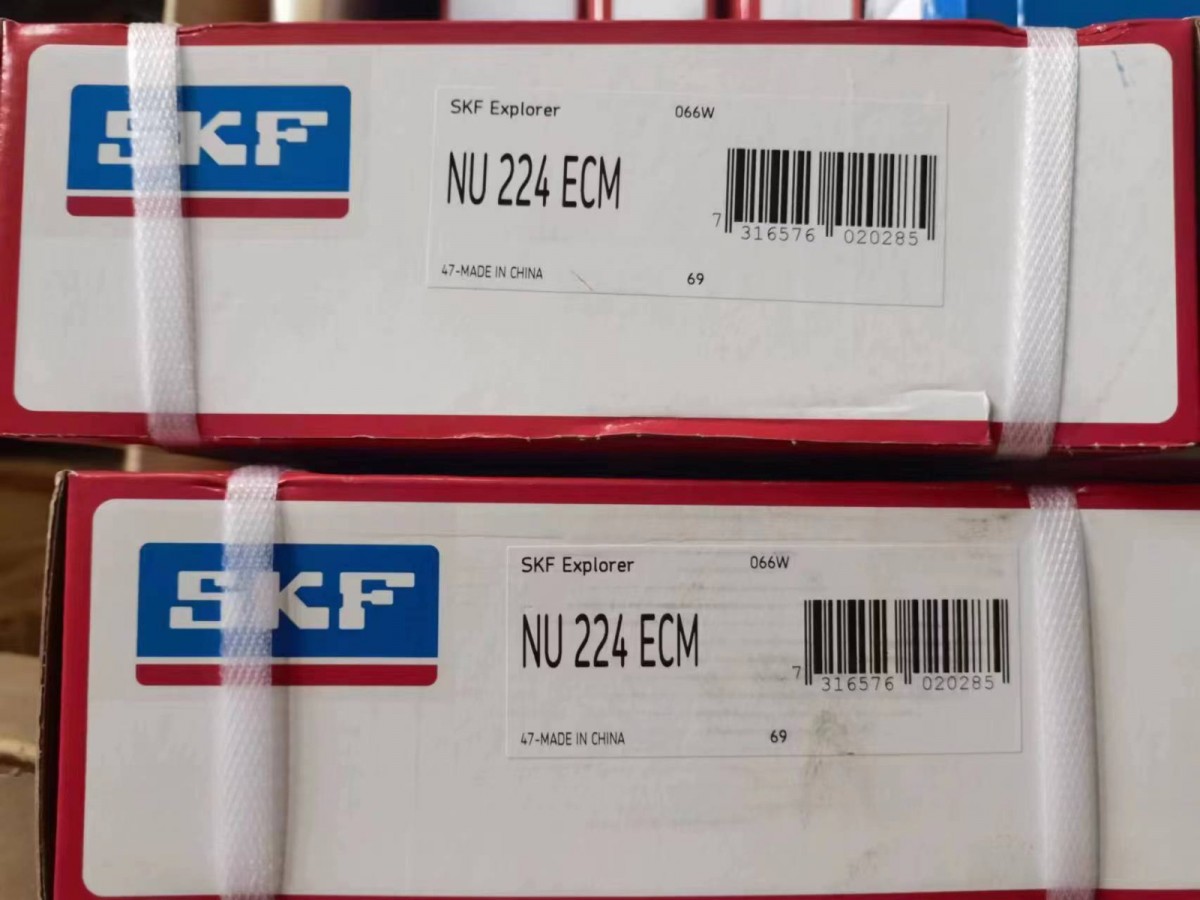 SKF
SKF Explorer 066W
NU 224 ECM
7 316576 020285
47-MADE IN CHINA 69
SKF
SKF Explorer 066W
NU 224 ECM
7 316576 020285
47-MADE IN CHINA 69